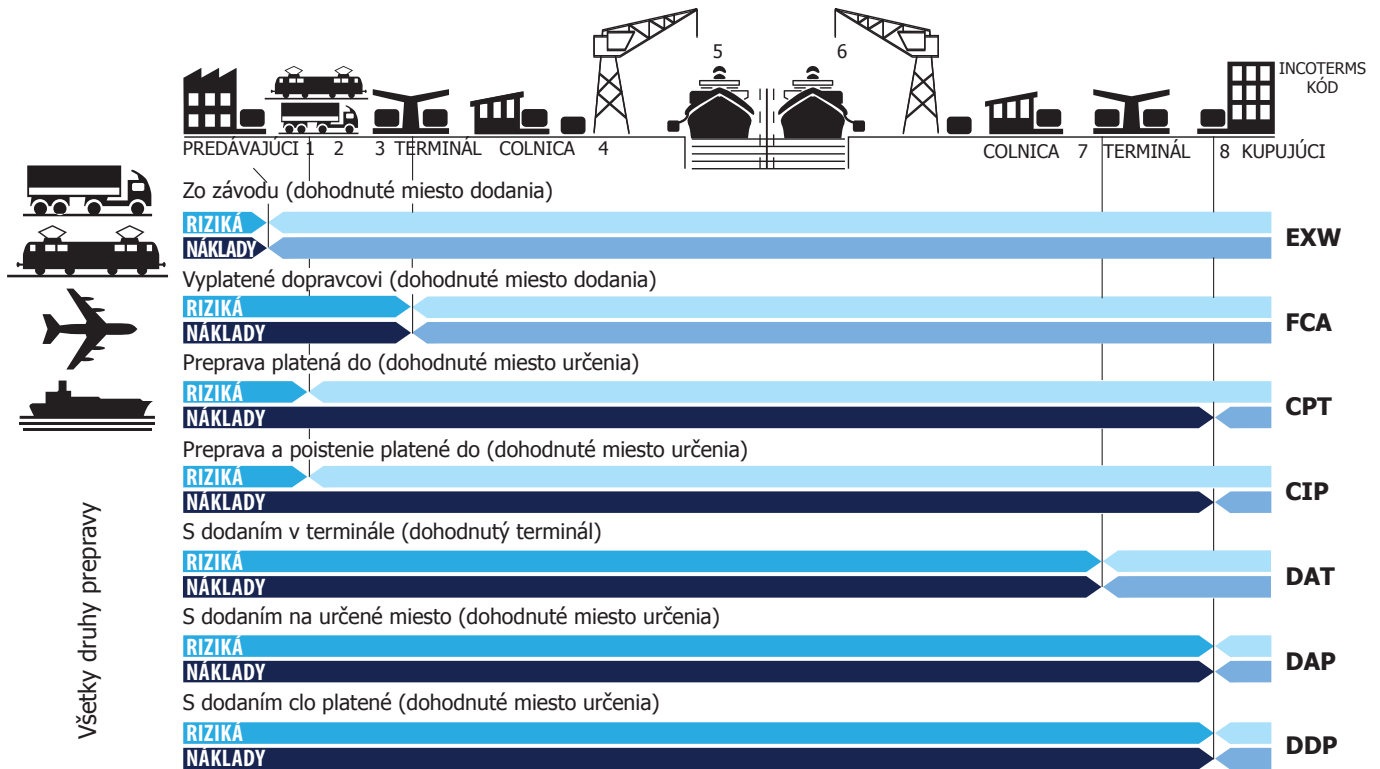 5
6
INCOTERMS
KÓD
PREDÁVAJÚCI 1 2 3 TERMINÁL COLNICA 4 COLNICA 7 TERMINÁL 8 KUPUJÚCI
Zo závodu (dohodnuté miesto dodania)
RIZIKÁ
NÁKLADY
EXW
Vyplatené dopravcovi (dohodnuté miesto dodania)
RIZIKÁ
NÁKLADY
FCA
Preprava platená do (dohodnuté miesto určenia)
RIZIKÁ
NÁKLADY
CPT
Preprava a poistenie platené do (dohodnuté miesto určenia)
RIZIKÁ
NÁKLADY
CIP
S dodaním v terminále (dohodnutý terminál)
RIZIKÁ
NÁKLADY
DAT
S dodaním na určené miesto (dohodnuté miesto určenia)
RIZIKÁ
NÁKLADY
DAP
S dodaním clo platené (dohodnuté miesto určenia)
RIZIKÁ
NÁKLADY
DDP
Všetky druhy prepravy